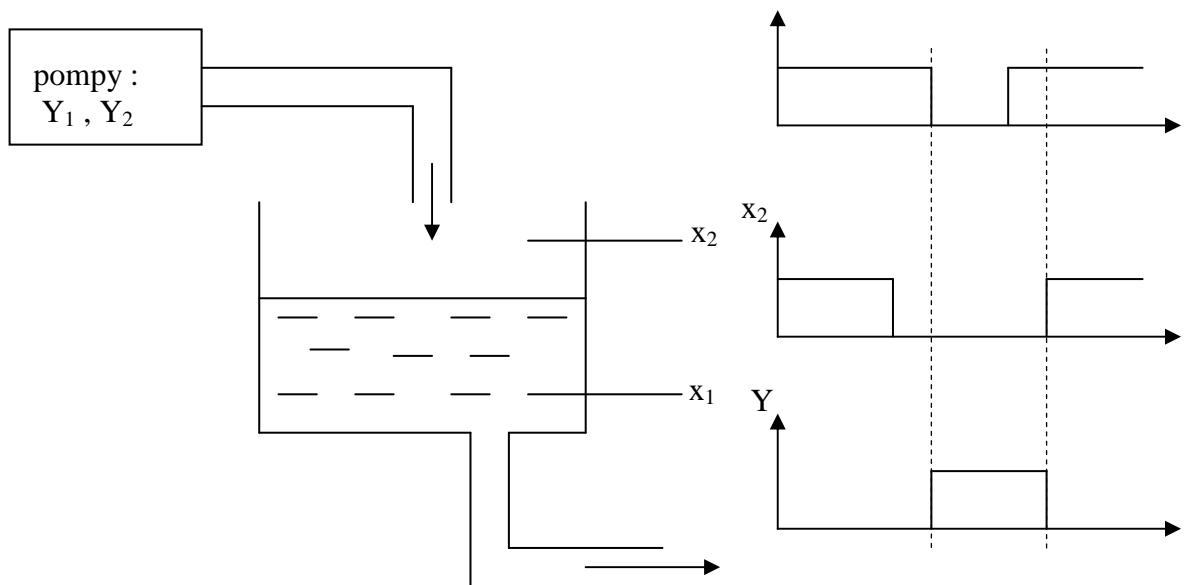 pompy :
Y₁ , Y₂
x₂
x₁
x₂
Y